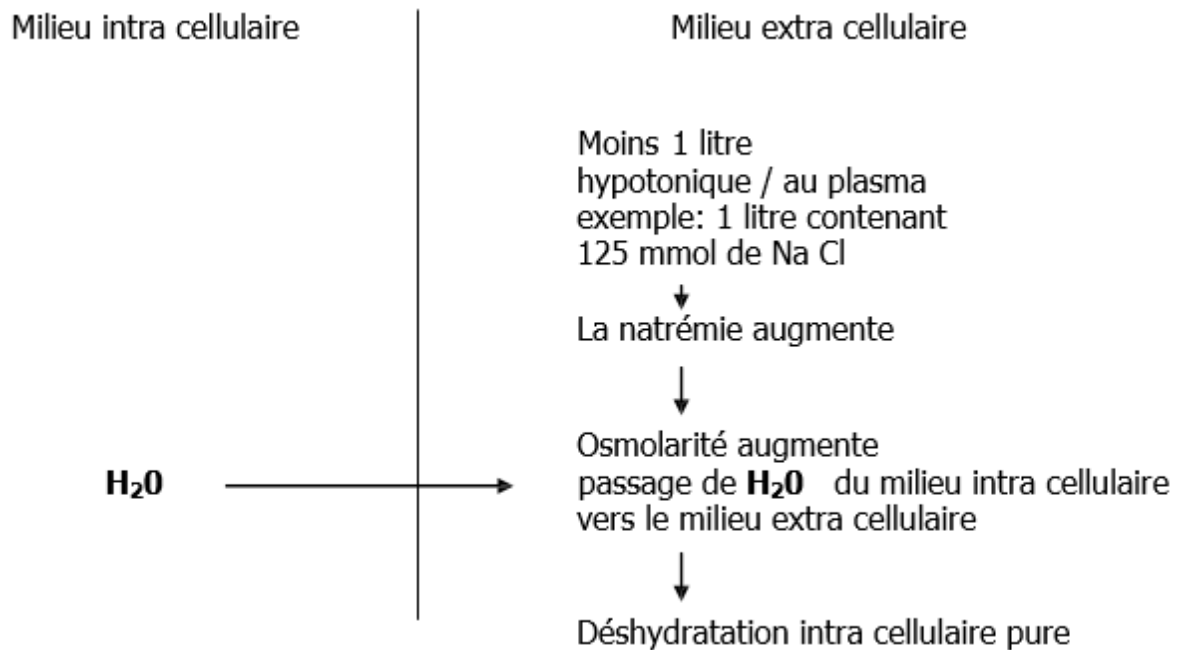 Milieu intra cellulaire
Milieu extra cellulaire
Moins 1 litre
hypotonique / au plasma
exemple: 1 litre contenant
125 mmol de Na Cl
La natrémie augmente
Osmolarité augmente
H₂0
passage de H₂0 du milieu intra cellulaire
vers le milieu extra cellulaire
Déshydratation intra cellulaire pure